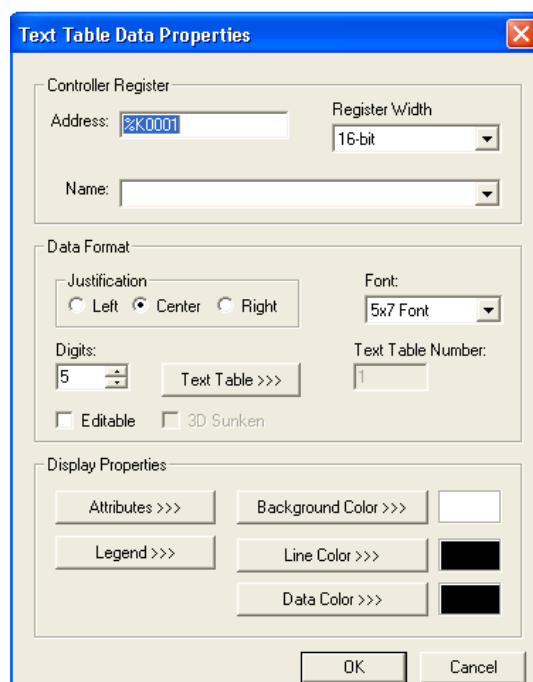 Text Table Data Properties
Controller Register
Address: %K0001
Register Width
16-bit
Name:
Data Format
Justification
Left Center Right
Font:
5x7 Font
Digits:
5
Text Table >>>
Text Table Number:
1
Editable 3D Sunken
Display Properties
Attributes >>> Background Color >>>
Legend >>> Line Color >>>
Data Color >>>
OK Cancel